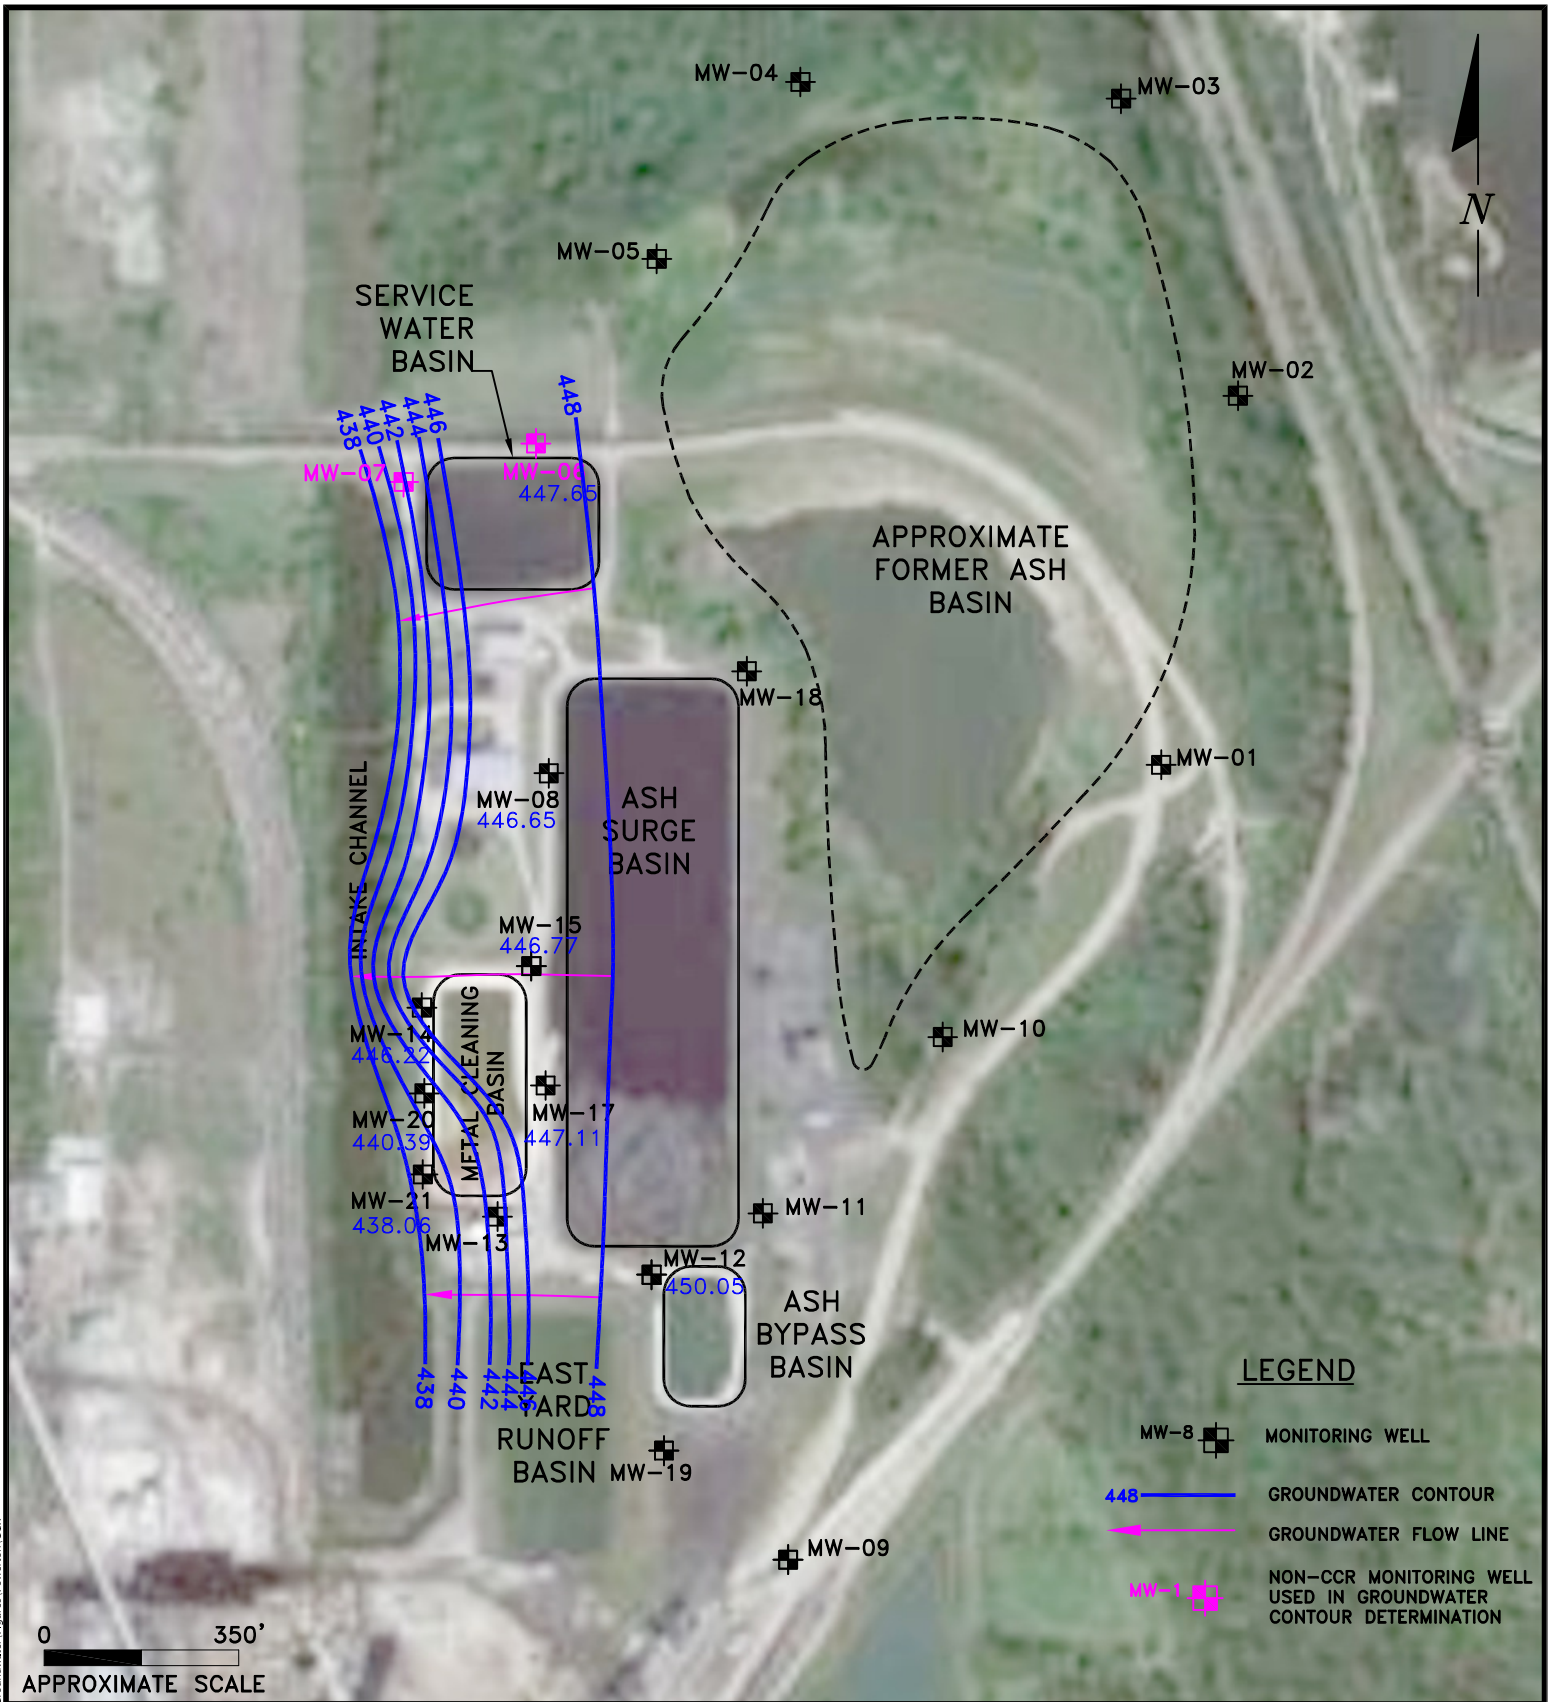 MW-04
MW-03
N
MW-05
SERVICE
WATER
BASIN
MW-02
448
446
444
442
440
438
MW-07
MW-06
447.65
APPROXIMATE
FORMER ASH
BASIN
MW-18
MW-01
MW-08
446.65
ASH
SURGE
BASIN
INTAKE CHANNEL
MW-15
446.77
MW-14
446.22
METAL CLEANING
BASIN
MW-10
MW-20
440.39
MW-17
447.11
MW-21
438.06
MW-13
MW-11
MW-12
450.05
ASH
BYPASS
BASIN
438
440
442
444
446
448
EAST
YARD
RUNOFF
BASIN
MW-19
MW-09
LEGEND
MW-8 MONITORING WELL
448 GROUNDWATER CONTOUR
GROUNDWATER FLOW LINE
MW-1 NON-CCR MONITORING WELL
USED IN GROUNDWATER
CONTOUR DETERMINATION
0 350'
APPROXIMATE SCALE